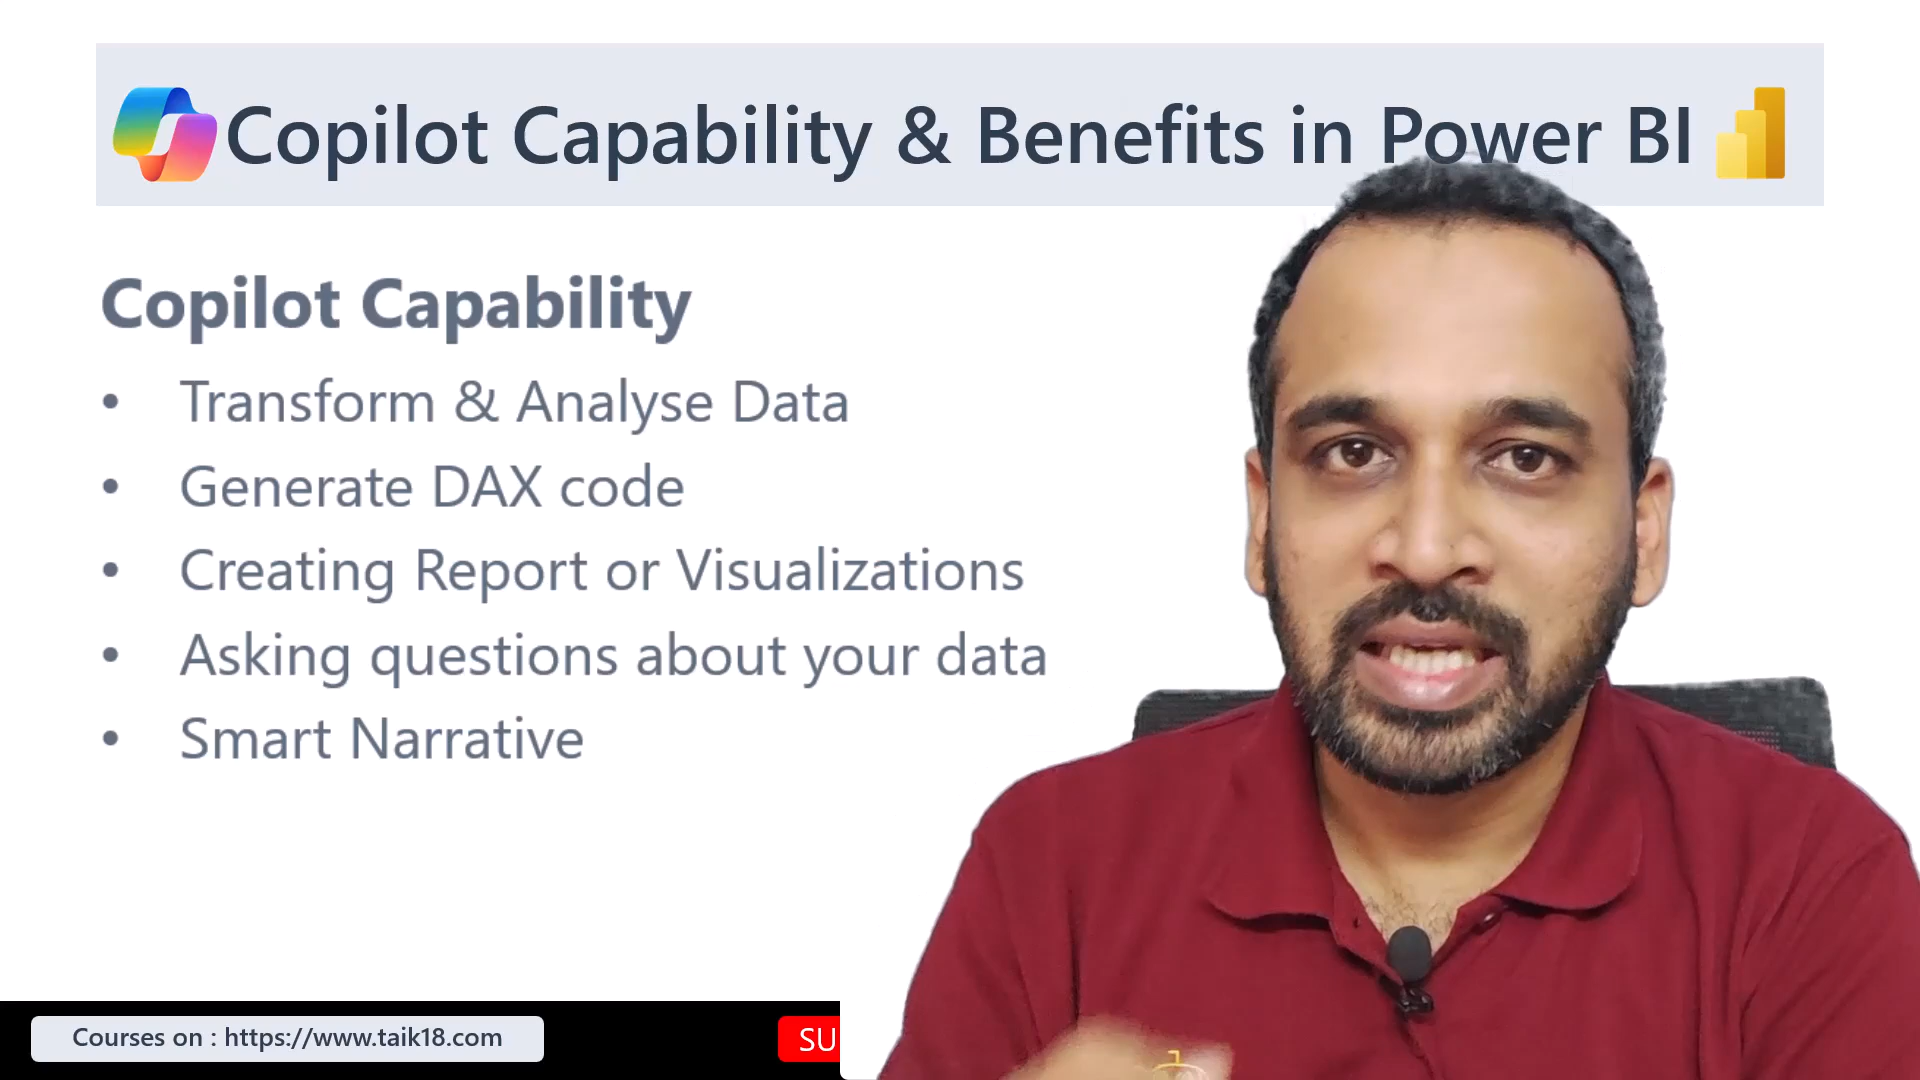 Copilot Capability & Benefits in Power BI
Copilot Capability
• Transform & Analyse Data
• Generate DAX code
• Creating Report or Visualizations
• Asking questions about your data
• Smart Narrative
Courses on : https://www.taik18.com
SU